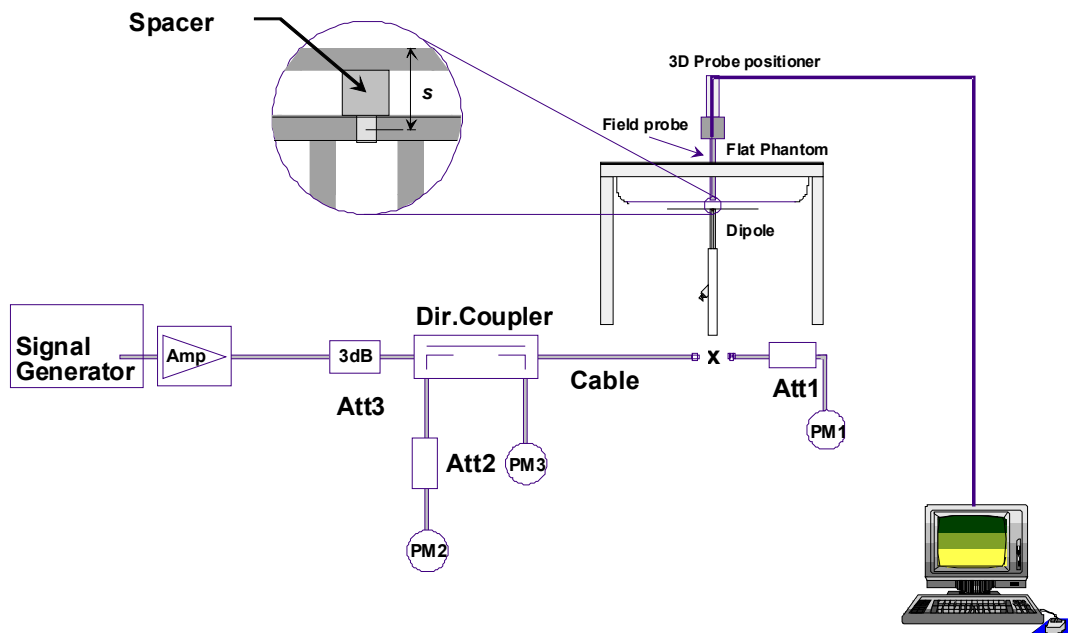 Spacer
s
3D Probe positioner
Field probe
Flat Phantom
Dipole
Dir.Coupler
Signal
Generator
Amp
3dB
Att3
Cable
x
Att1
PM1
Att2
PM3
PM2